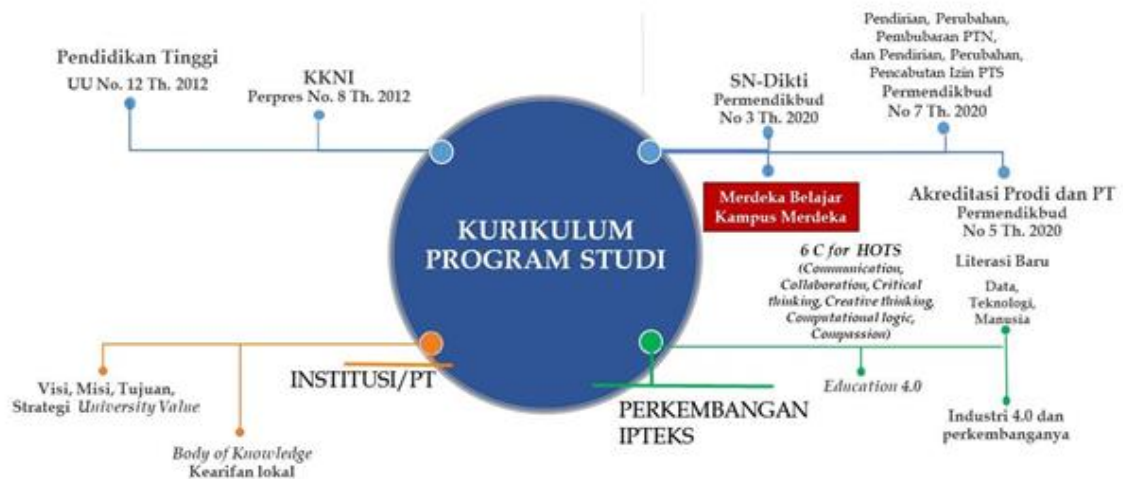 Pendidikan Tinggi
UU No. 12 Th. 2012
KKNI
Perpres No. 8 Th. 2012
SN-Dikti
Permendikbud
No 3 Th. 2020
Merdeka Belajar
Kampus Merdeka
Pendirian, Perubahan,
Pembubaran PTN,
dan Pendirian, Perubahan,
Pencabutan Izin PTS
Permendikbud
No 7 Th. 2020
Akreditasi Prodi dan PT
Permendikbud
No 5 Th. 2020
KURIKULUM
PROGRAM STUDI
6 C for HOTS
(Communication,
Collaboration, Critical
thinking, Creative thinking,
Computational logic,
Compassion)
Literasi Baru
Data,
Teknologi,
Manusia
INSTITUSI/PT
Visi, Misi, Tujuan,
Strategi University Value
Body of Knowledge
Kearifan lokal
PERKEMBANGAN
IPTEKS
Education 4.0
Industri 4.0 dan
perkembanganya